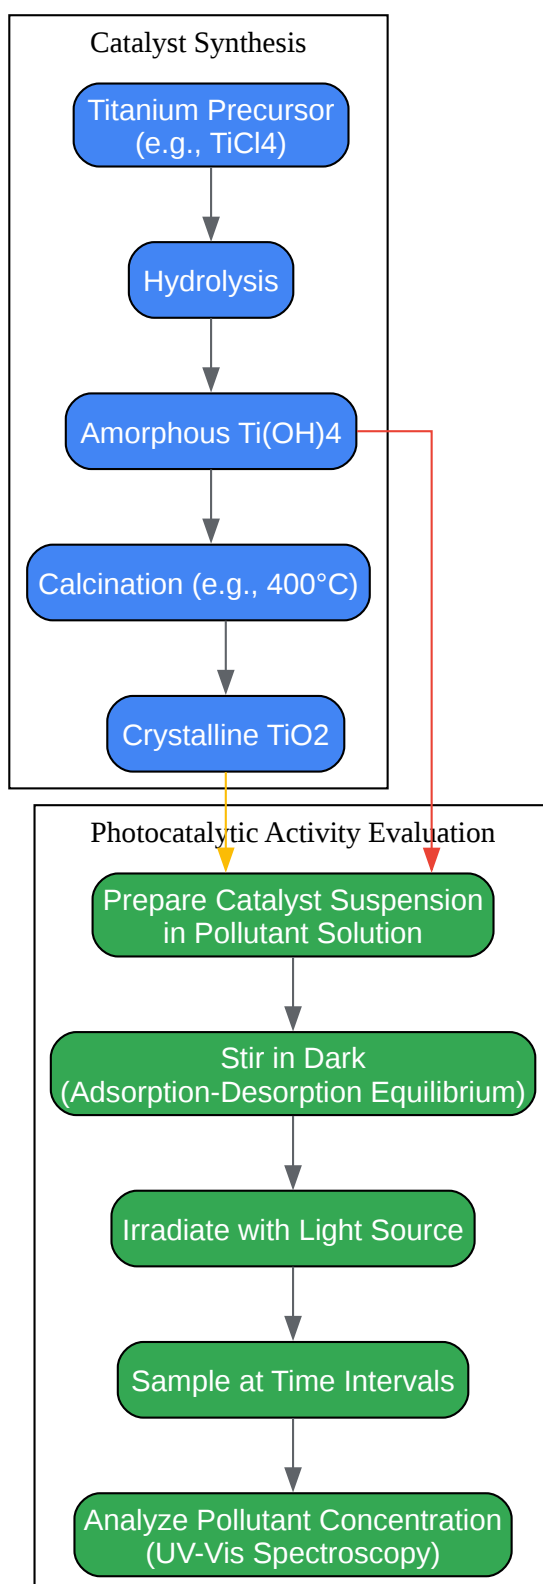 Catalyst Synthesis
Titanium Precursor
(e.g., TiCl4)
Hydrolysis
Amorphous Ti(OH)4
Calcination (e.g., 400°C)
Crystalline TiO2
Photocatalytic Activity Evaluation
Prepare Catalyst Suspension
in Pollutant Solution
Stir in Dark
(Adsorption-Desorption Equilibrium)
Irradiate with Light Source
Sample at Time Intervals
Analyze Pollutant Concentration
(UV-Vis Spectroscopy)